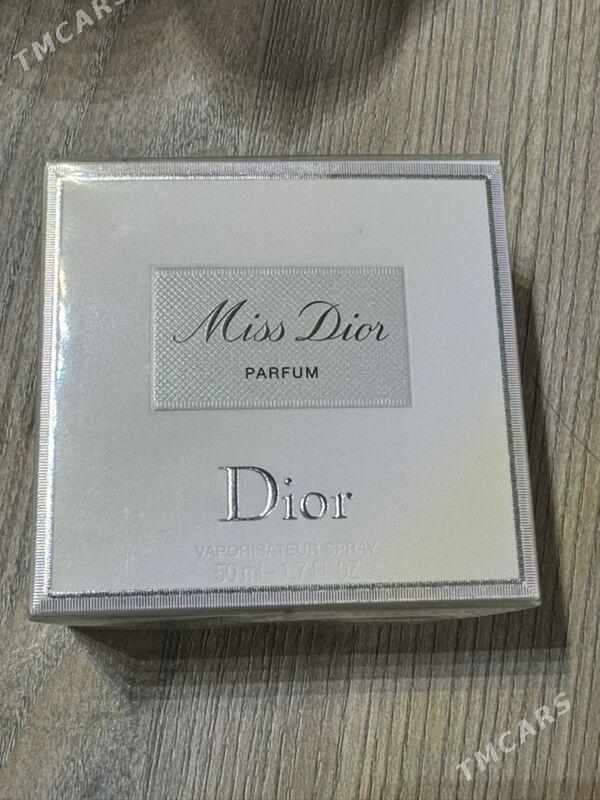 TMCARS
Miss Dior
PARFUM
Dior
VAPORISATEUR SPRAY
50 ml - 1.7 FL.OZ
TMCARS